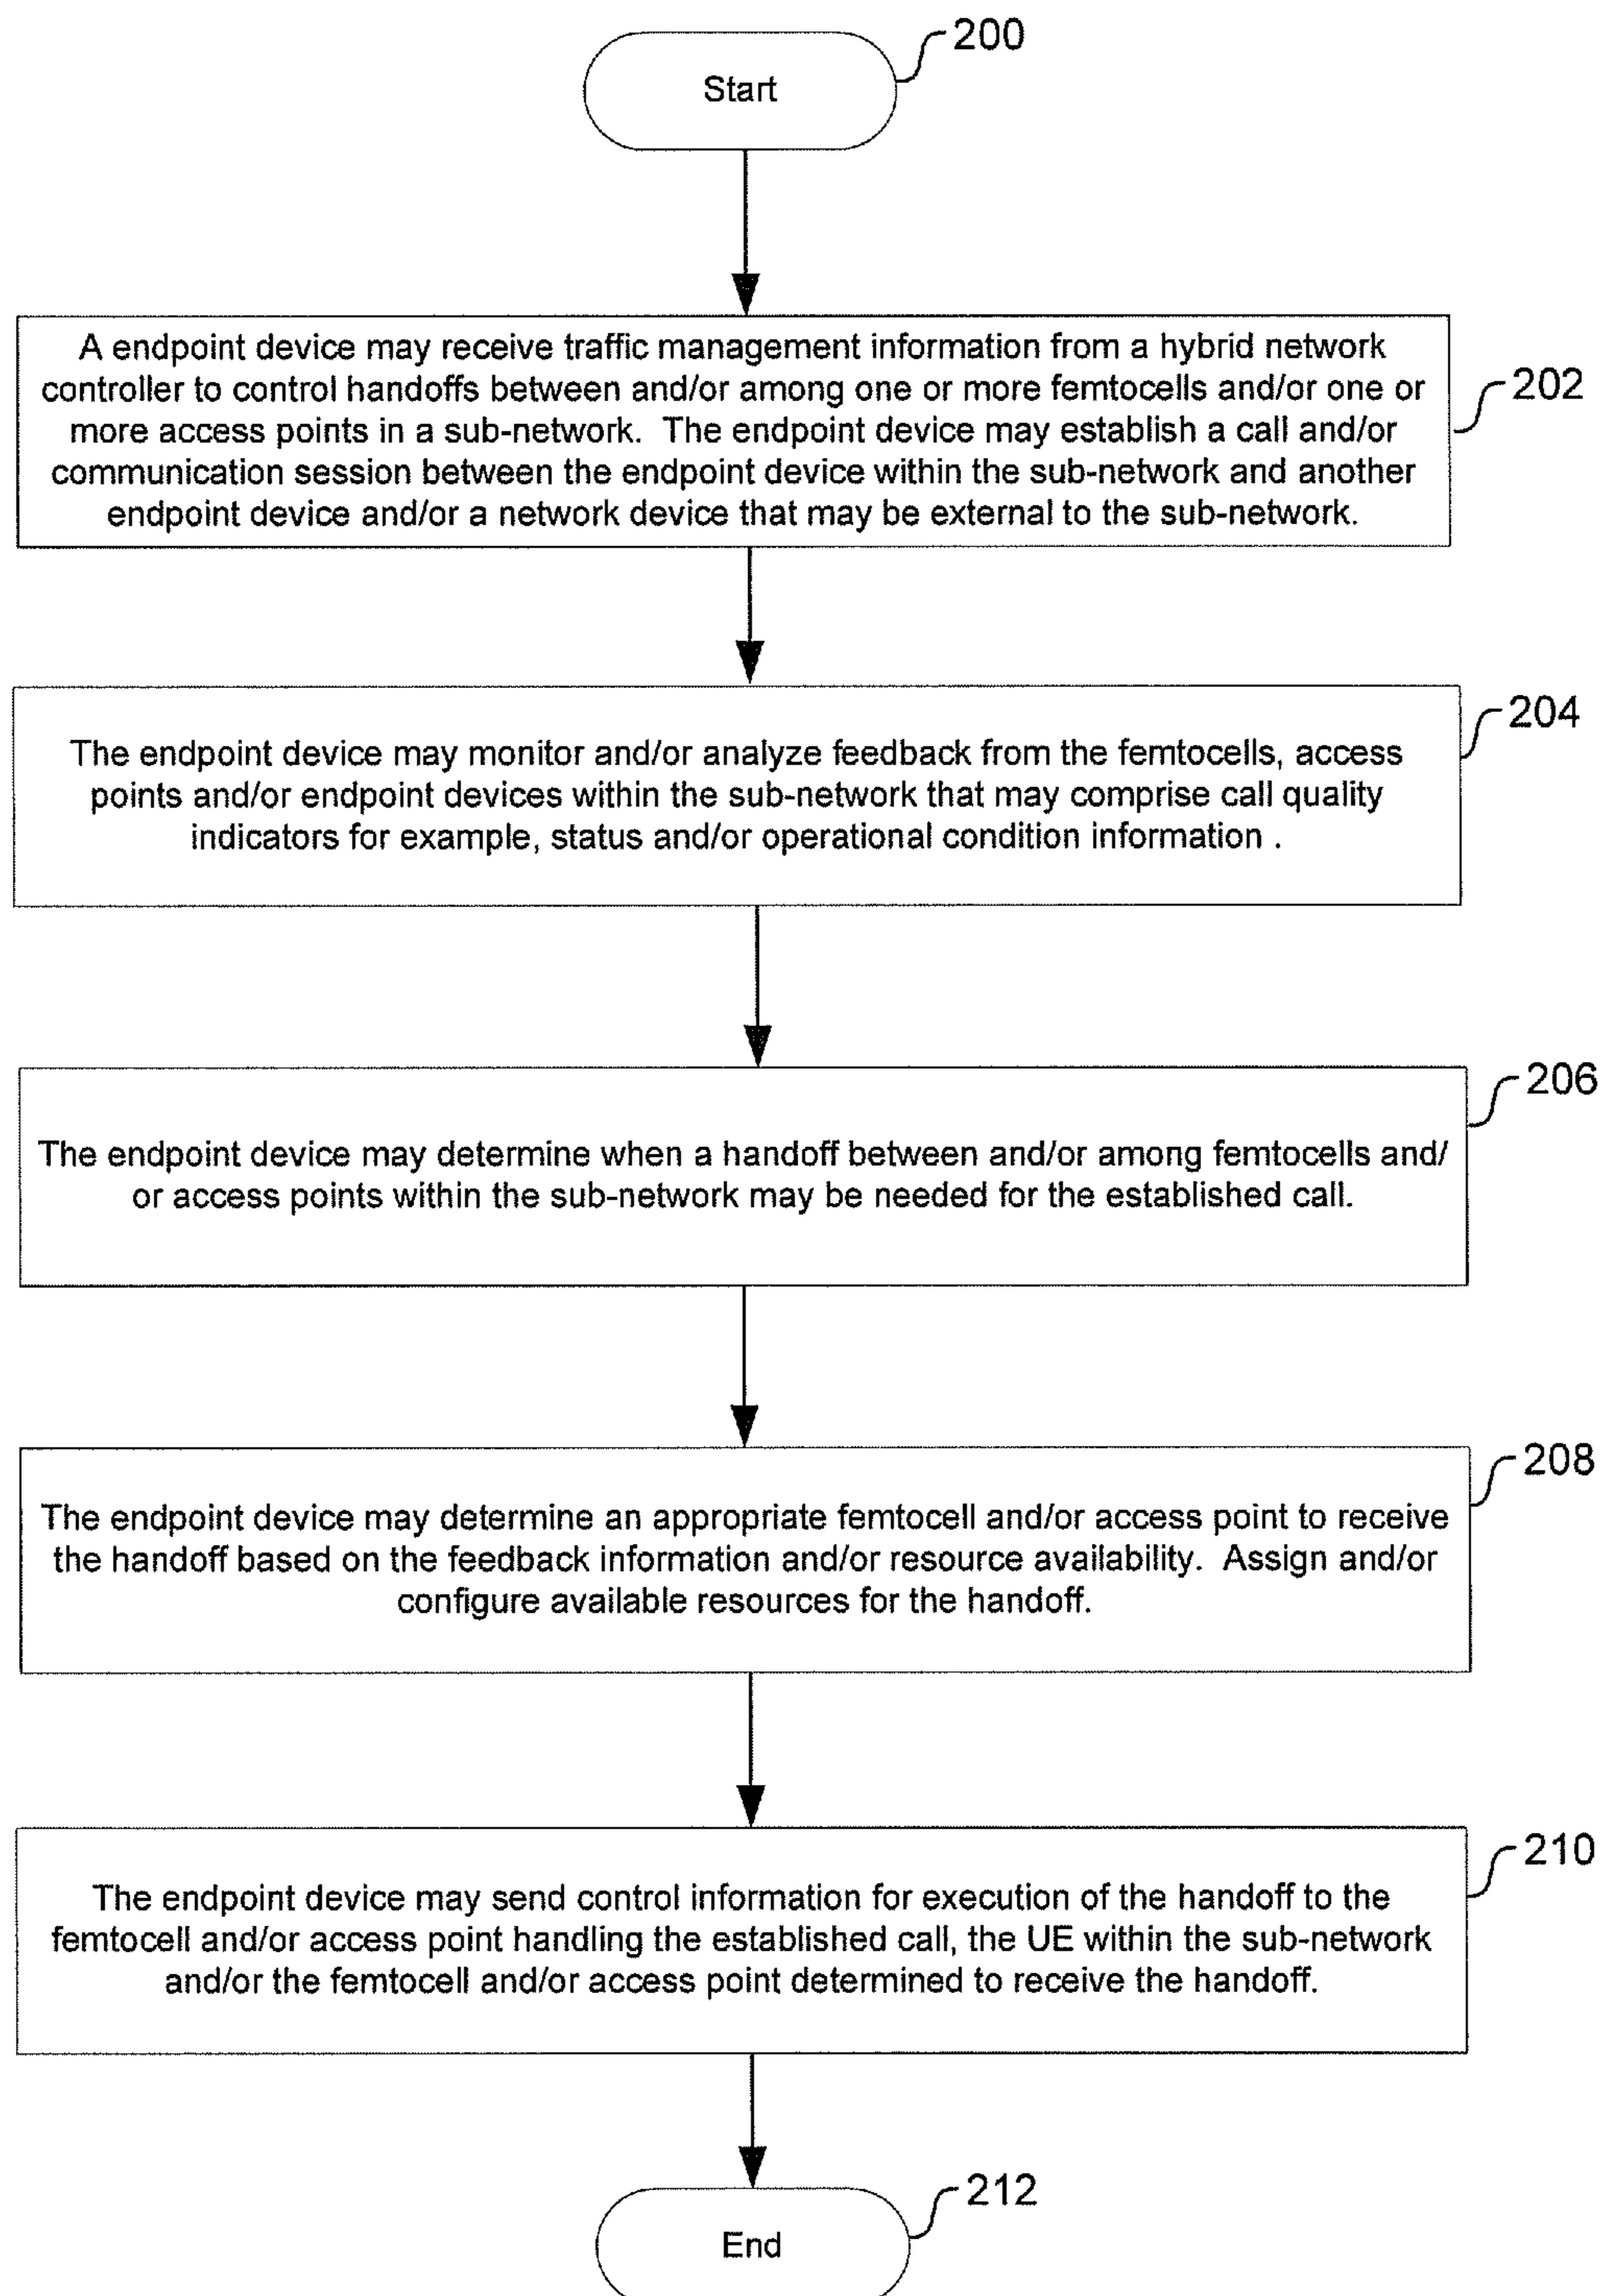 200
Start
A endpoint device may receive traffic management information from a hybrid network
controller to control handoffs between and/or among one or more femtocells and/or one or
more access points in a sub-network. The endpoint device may establish a call and/or
communication session between the endpoint device within the sub-network and another
endpoint device and/or a network device that may be external to the sub-network.
202
The endpoint device may monitor and/or analyze feedback from the femtocells, access
points and/or endpoint devices within the sub-network that may comprise call quality
indicators for example, status and/or operational condition information .
204
The endpoint device may determine when a handoff between and/or among femtocells and/
or access points within the sub-network may be needed for the established call.
206
The endpoint device may determine an appropriate femtocell and/or access point to receive
the handoff based on the feedback information and/or resource availability. Assign and/or
configure available resources for the handoff.
208
The endpoint device may send control information for execution of the handoff to the
femtocell and/or access point handling the established call, the UE within the sub-network
and/or the femtocell and/or access point determined to receive the handoff.
210
212
End